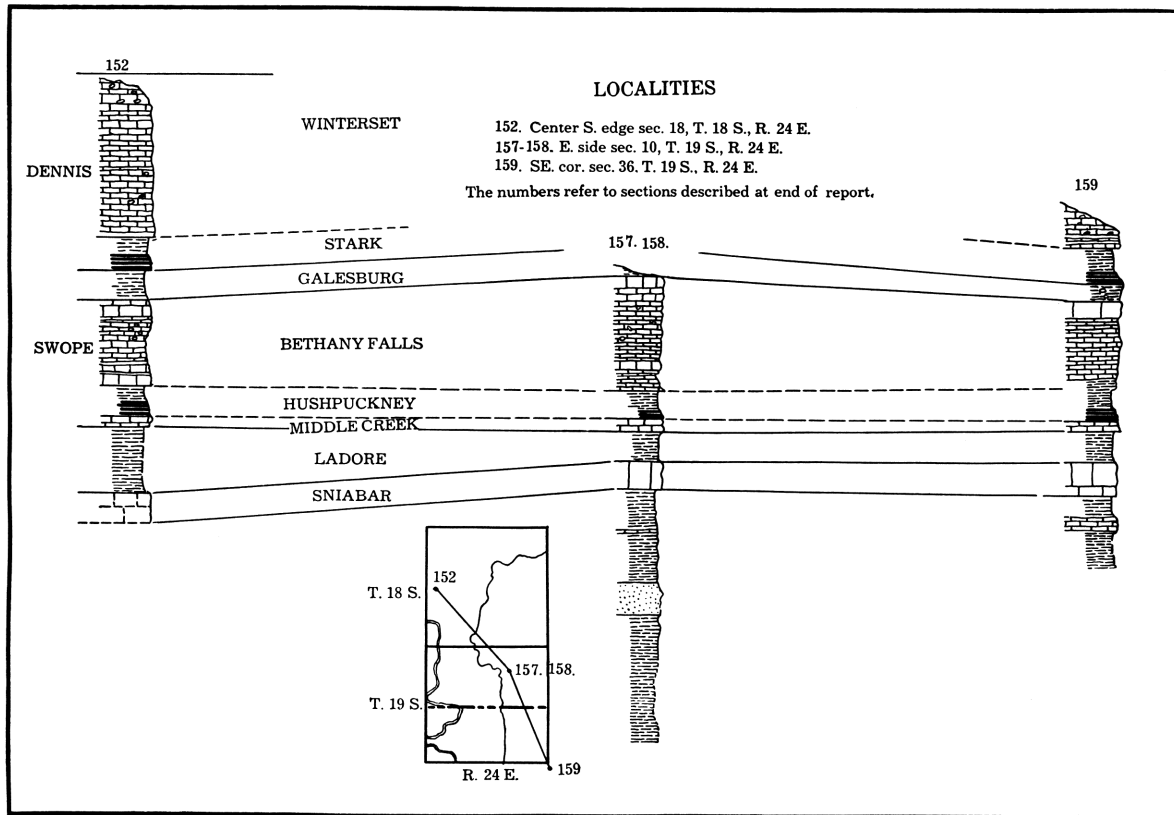 152
LOCALITIES
WINTERSET
152. Center S. edge sec. 18, T. 18 S., R. 24 E.
157-158. E. side sec. 10, T. 19 S., R. 24 E.
159. SE. cor. sec. 36. T. 19 S., R. 24 E.
The numbers refer to sections described at end of report.
DENNIS
159
STARK
157. 158.
GALESBURG
SWOPE
BETHANY FALLS
HUSHPUCKNEY
MIDDLE CREEK
LADORE
SNIABAR
152
T. 18 S.
157. 158.
T. 19 S.
159
R. 24 E.